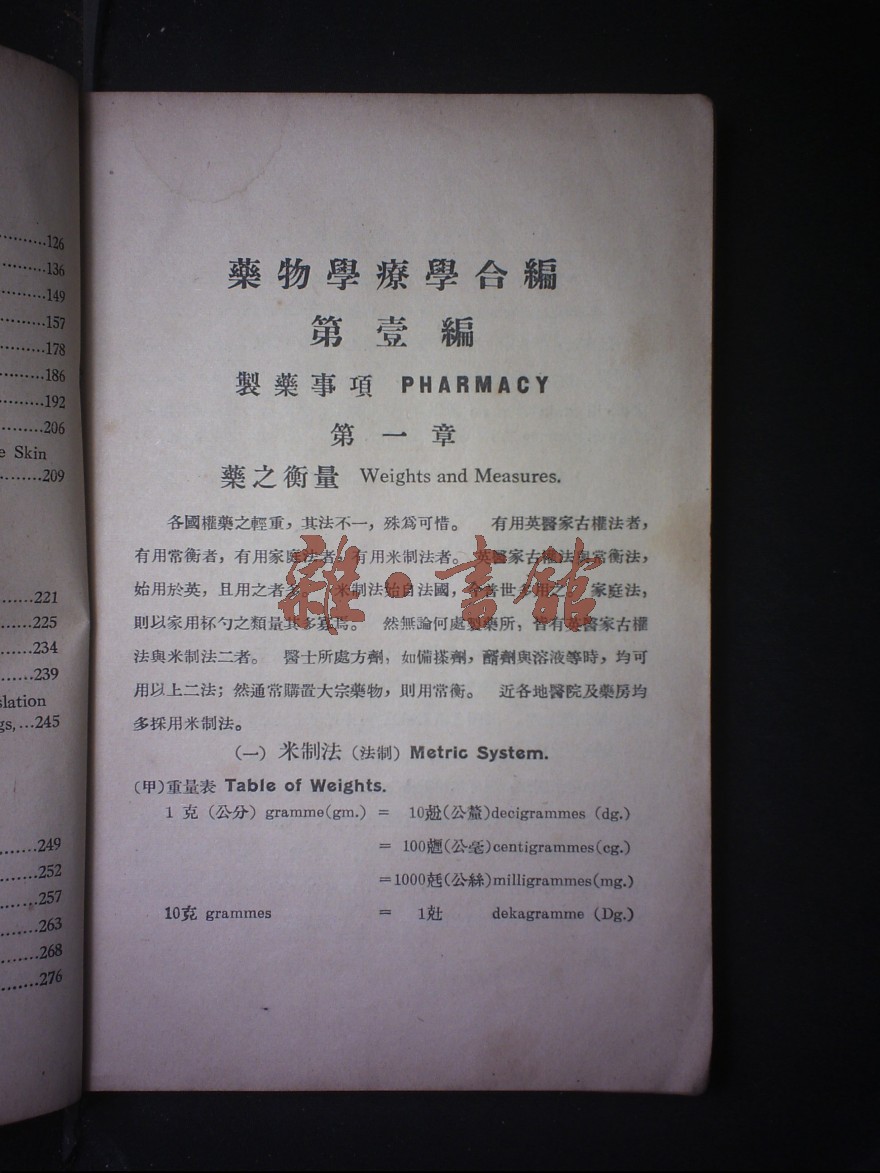 126
136
149
157
178
186
192
206
e Skin
209
221
225
234
239
slation
gs, ...245
249
252
257
263
268
276
藥物學療學合編
第壹編
製藥事項 PHARMACY
第一章
藥之衡量 Weights and Measures.
各國權藥之輕重，其法不一，殊爲可惜。 有用英醫家古權法者，
有用常衡者，有用家庭法者，有用米制法者。 英醫家古權法與常衡法，
始用於英，且用之者多。 米制法始自法國，今普世多用之。 家庭法，
則以家用杯勺之類量其多寡焉。 然無論何處製藥所，皆有英醫家古權
法與米制法二者。 醫士所處方劑，如備搽劑，醑劑與溶液等時，均可
用以上二法；然通常購置大宗藥物，則用常衡。 近各地醫院及藥房均
多採用米制法。
(一) 米制法 (法制) Metric System.
(甲)重量表 Table of Weights.
1 克 (公分) gramme(gm.) = 10兙(公釐)decigrammes (dg.)
= 100(公毫)centigrammes(cg.)
=1000(公絲)milligrammes(mg.)
10克 grammes = 1 dekagramme (Dg.)
雜·書館